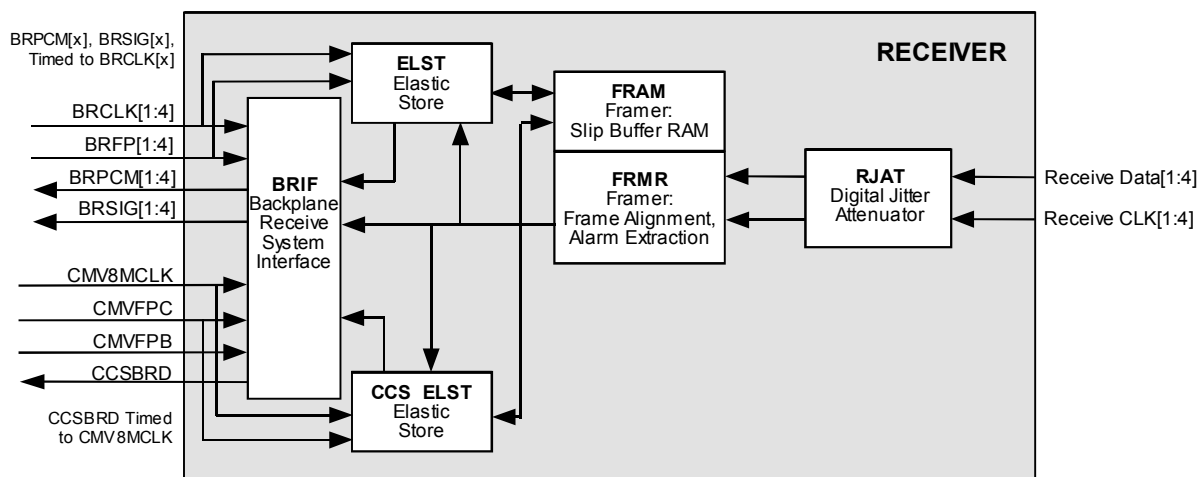 BRPCM[x], BRSIG[x],
Timed to BRCLK[x]
BRCLK[1:4]
BRFP[1:4]
BRPCM[1:4]
BRSIG[1:4]
CMV8MCLK
CMVFPC
CMVFPB
CCSBRD
CCSBRD Timed
to CMV8MCLK
BRIF
Backplane
Receive
System
Interface
ELST
Elastic
Store
CCS ELST
Elastic
Store
FRAM
Framer:
Slip Buffer RAM
FRMR
Framer:
Frame Alignment,
Alarm Extraction
RECEIVER
RJAT
Digital Jitter
Attenuator
Receive Data[1:4]
Receive CLK[1:4]